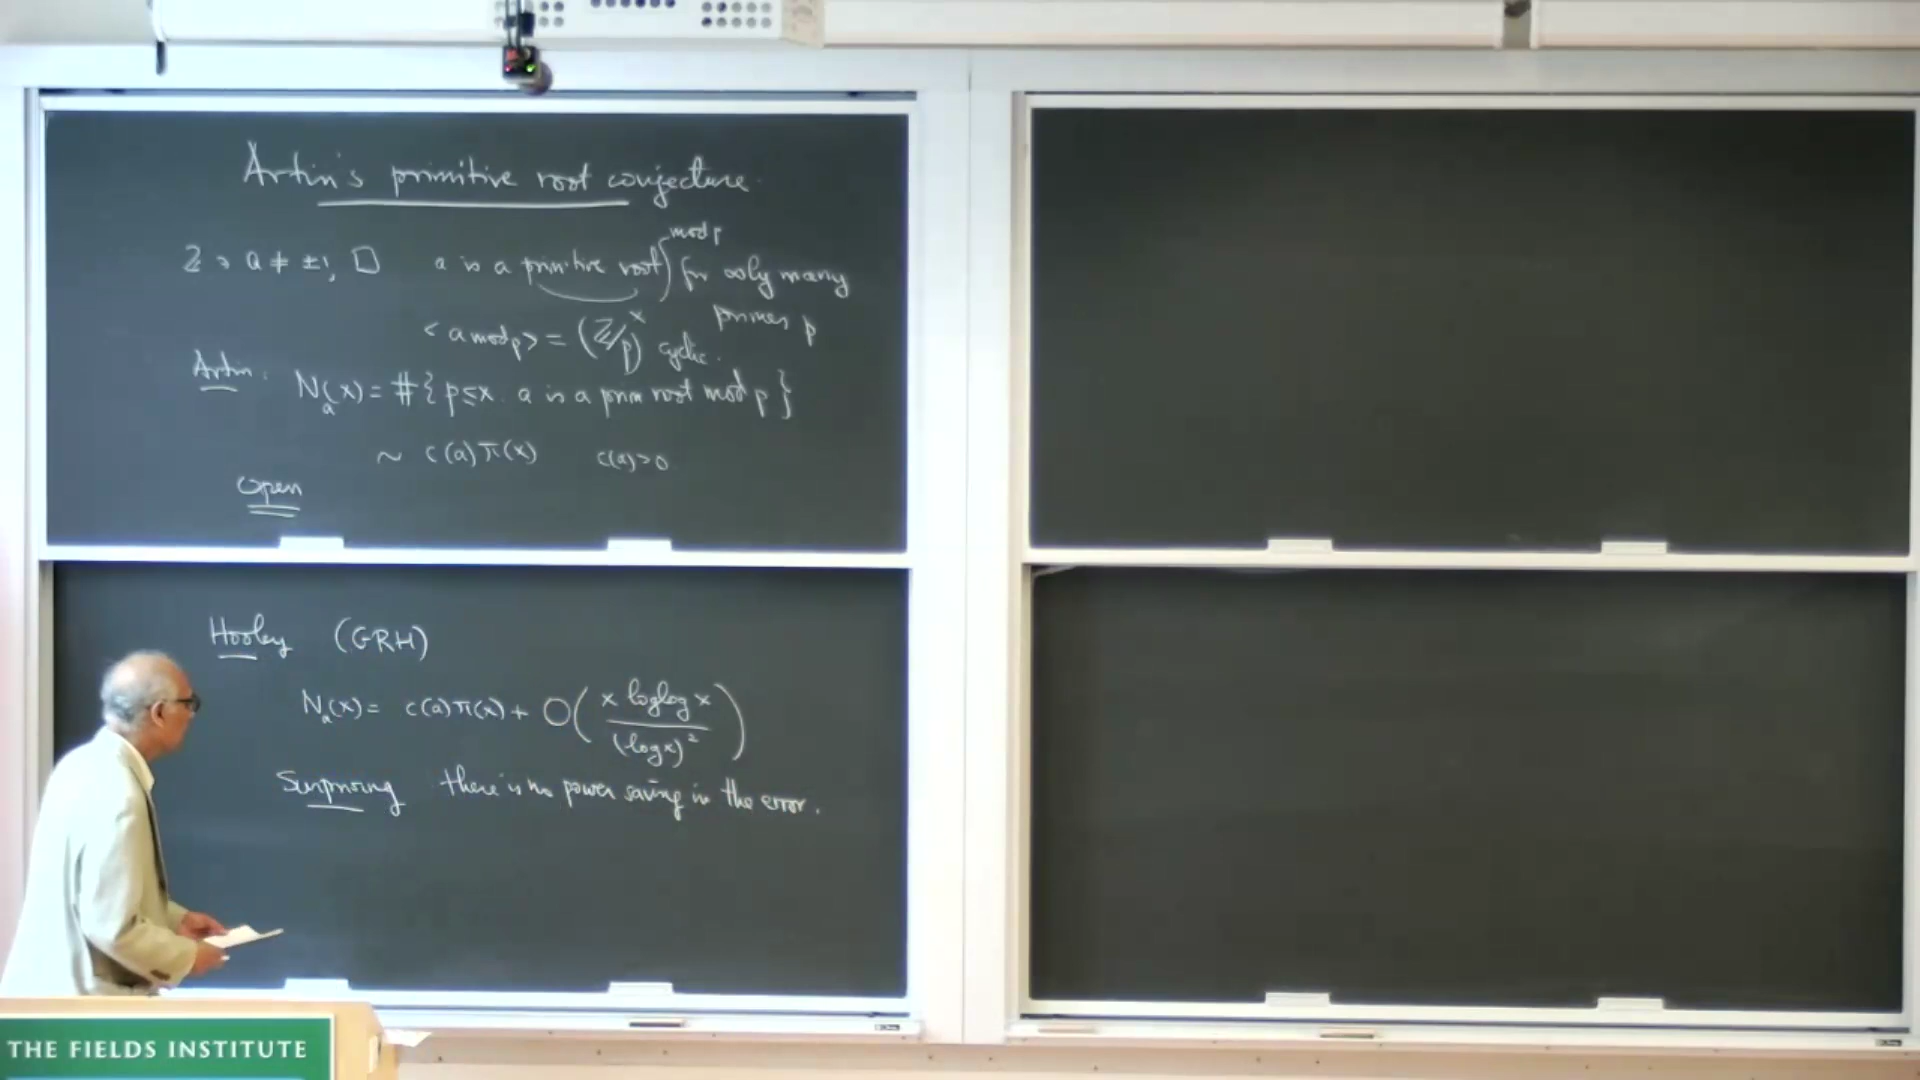 Artin's primitive root conjecture.
ℤ ∋ a ≠ ±1, □ a is a primitive root) mod p for ∞ly many
primes p
< a mod p > = (ℤ/p)^× cyclic.
Artin: N_a(x) = #{ p ≤ x. a is a prim root mod p }
~ c(a) π(x) c(a) > 0
Open
Hooley (GRH)
N_a(x) = c(a) π(x) + O( x loglog x / (log x)^2 )
Surprising there is no power saving in the error.
THE FIELDS INSTITUTE